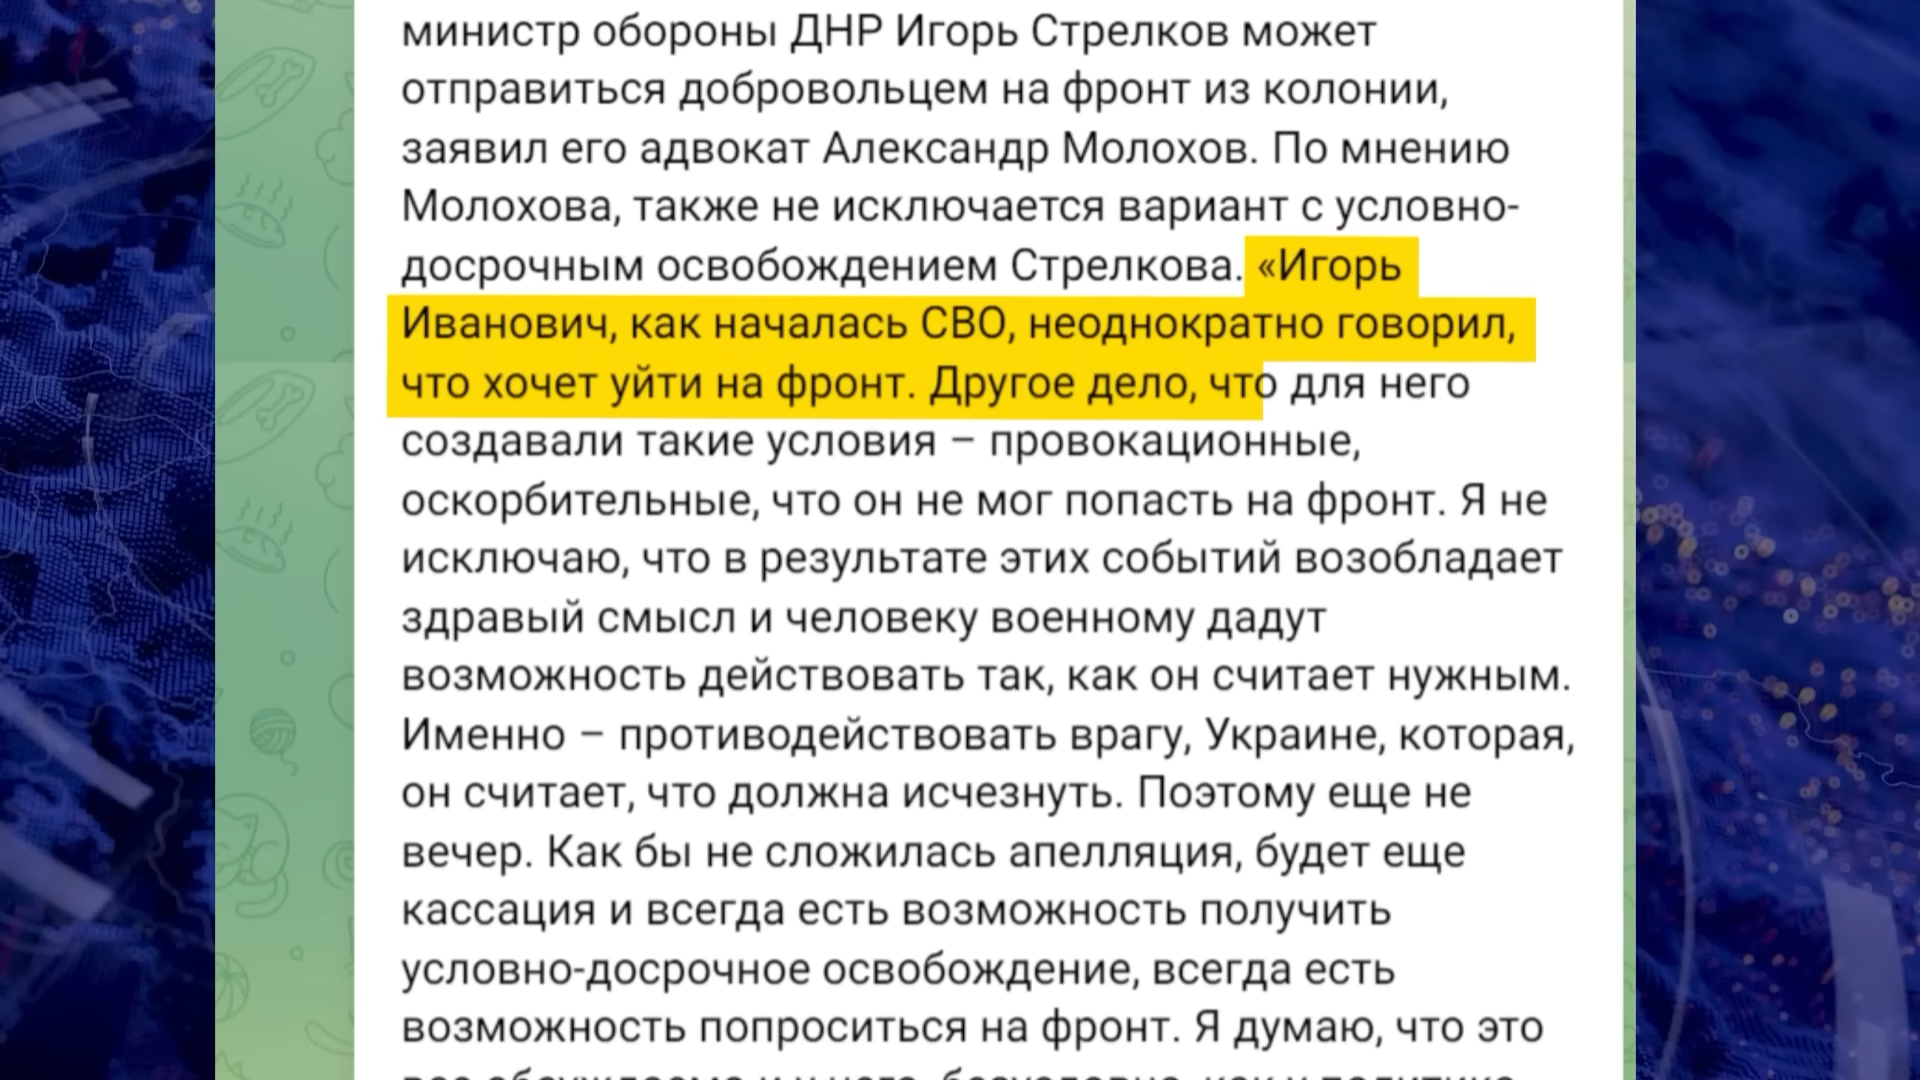 министр обороны ДНР Игорь Стрелков может
отправиться добровольцем на фронт из колонии,
заявил его адвокат Александр Молохов. По мнению
Молохова, также не исключается вариант с условно-
досрочным освобождением Стрелкова. «Игорь
Иванович, как началась СВО, неоднократно говорил,
что хочет уйти на фронт. Другое дело, что для него
создавали такие условия – провокационные,
оскорбительные, что он не мог попасть на фронт. Я не
исключаю, что в результате этих событий возобладает
здравый смысл и человеку военному дадут
возможность действовать так, как он считает нужным.
Именно – противодействовать врагу, Украине, которая,
он считает, что должна исчезнуть. Поэтому еще не
вечер. Как бы не сложилась апелляция, будет еще
кассация и всегда есть возможность получить
условно-досрочное освобождение, всегда есть
возможность попроситься на фронт. Я думаю, что это